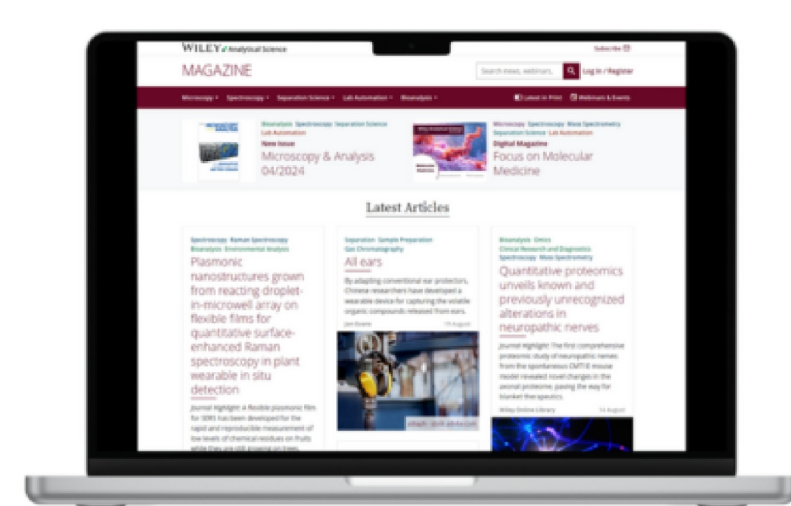 WILEY Analytical Science
Subscribe
MAGAZINE
Search news, webinars,
Log in / Register
Microscopy Spectroscopy Separation Science Lab Automation Bioanalysis
Latest in Print Webinars & Events
Bioanalysis Spectroscopy Separation Science
Lab Automation
New Issue
Microscopy & Analysis
04/2024
Microscopy Spectroscopy Mass Spectrometry
Separation Science Lab Automation
Digital Magazine
Focus on Molecular
Medicine
Latest Articles
Spectroscopy Raman Spectroscopy
Bioanalysis Environmental Analysis
Plasmonic
nanostructures grown
from reacting droplet-
in-microwell array on
flexible films for
quantitative surface-
enhanced Raman
spectroscopy in plant
wearable in situ
detection
Journal Highlight: A flexible plasmonic film
for SERS has been developed for the
rapid and reproducible measurement of
low levels of chemical residues on fruits
while they are still growing on trees.
Separation Sample Preparation
Gas Chromatography
All ears
By adapting conventional ear protectors,
Chinese researchers have developed a
wearable device for capturing the volatile
organic compounds released from ears.
Jon Evans 15 August
Bioanalysis Omics
Clinical Research and Diagnostics
Spectroscopy Mass Spectrometry
Quantitative proteomics
unveils known and
previously unrecognized
alterations in
neuropathic nerves
Journal Highlight: The first comprehensive
proteomic study of neuropathic nerves
from the spontaneous CMT1E mouse
model revealed novel changes in the
axonal proteome; paving the way for
blanket therapeutics.
Wiley Online Library 14 August